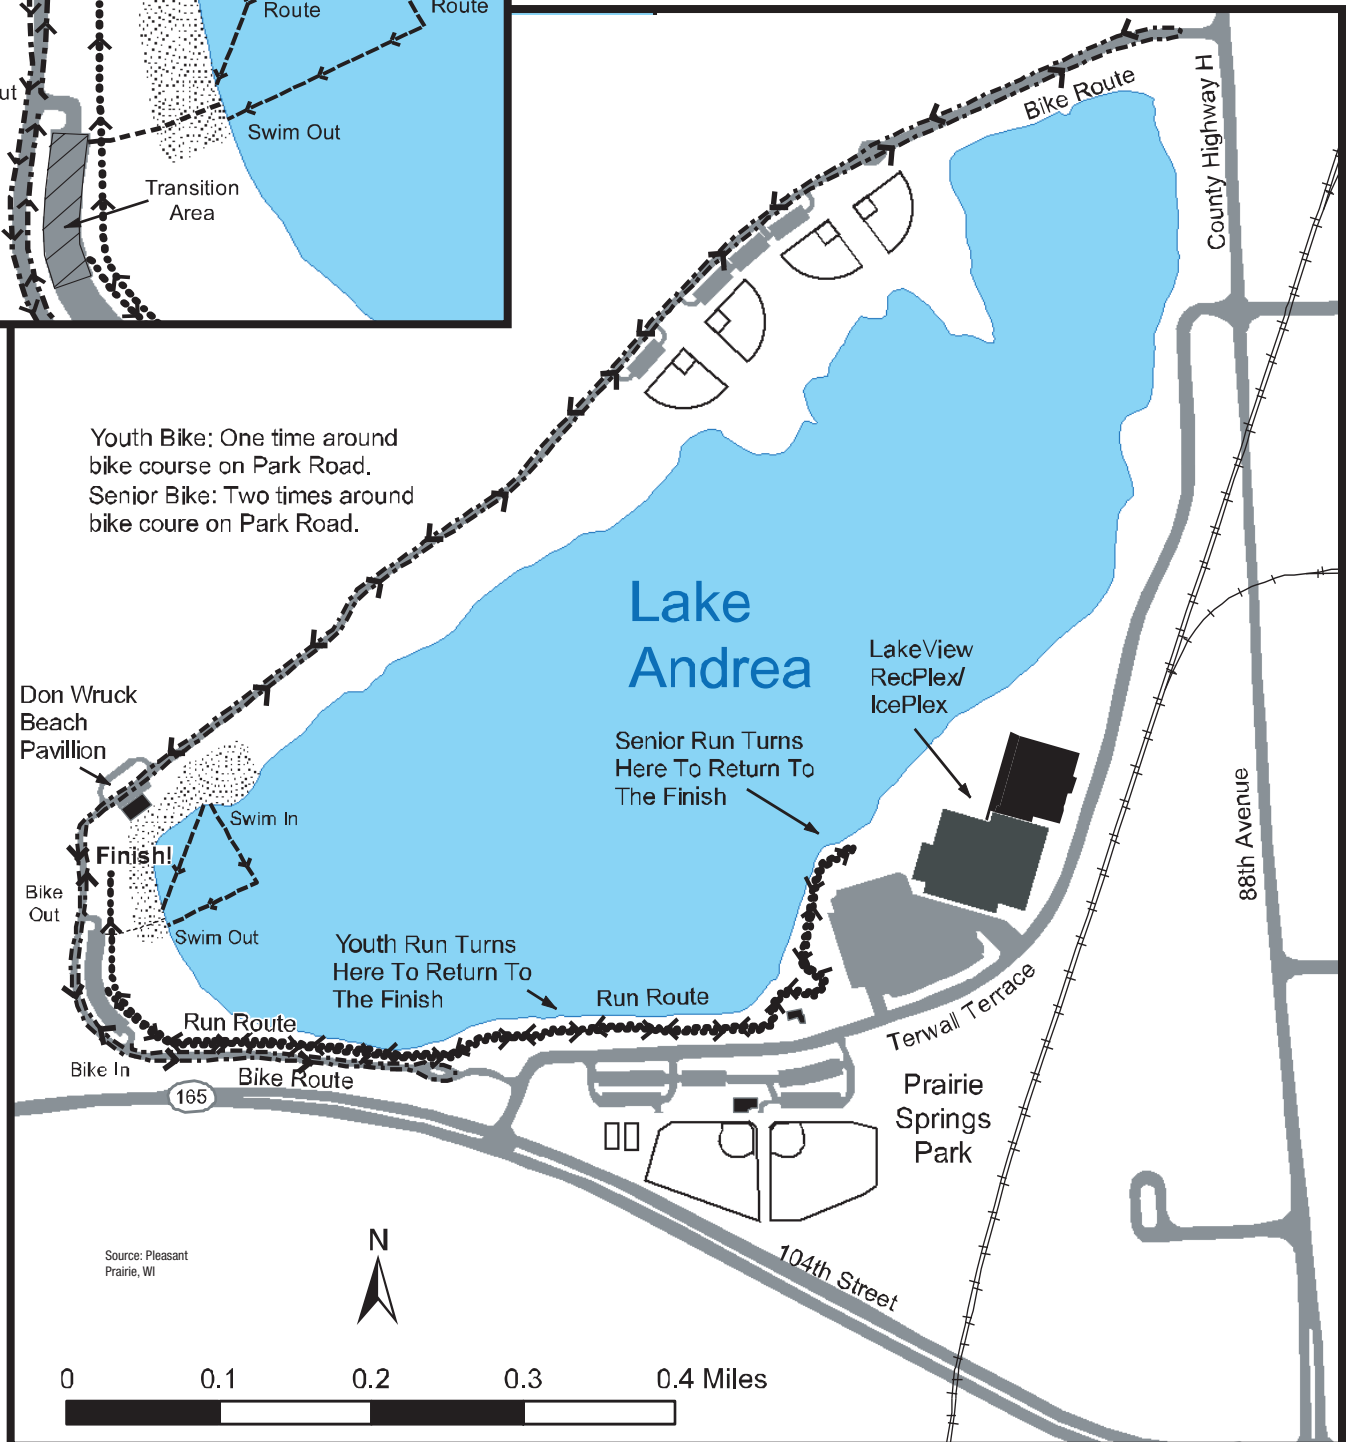 Route
Route
ut
Swim Out
Transition
Area
Bike Route
County Highway H
Youth Bike: One time around
bike course on Park Road.
Senior Bike: Two times around
bike coure on Park Road.
Lake
Andrea
LakeView
RecPlex/
IcePlex
Don Wruck
Beach
Pavillion
Senior Run Turns
Here To Return To
The Finish
Swim In
Finish!
Bike
Out
Swim Out
88th Avenue
Youth Run Turns
Here To Return To
The Finish
Run Route
Run Route
Terwall Terrace
Bike In
Bike Route
165
Prairie
Springs
Park
N
Source: Pleasant
Prairie, WI
104th Street
0 0.1 0.2 0.3 0.4 Miles